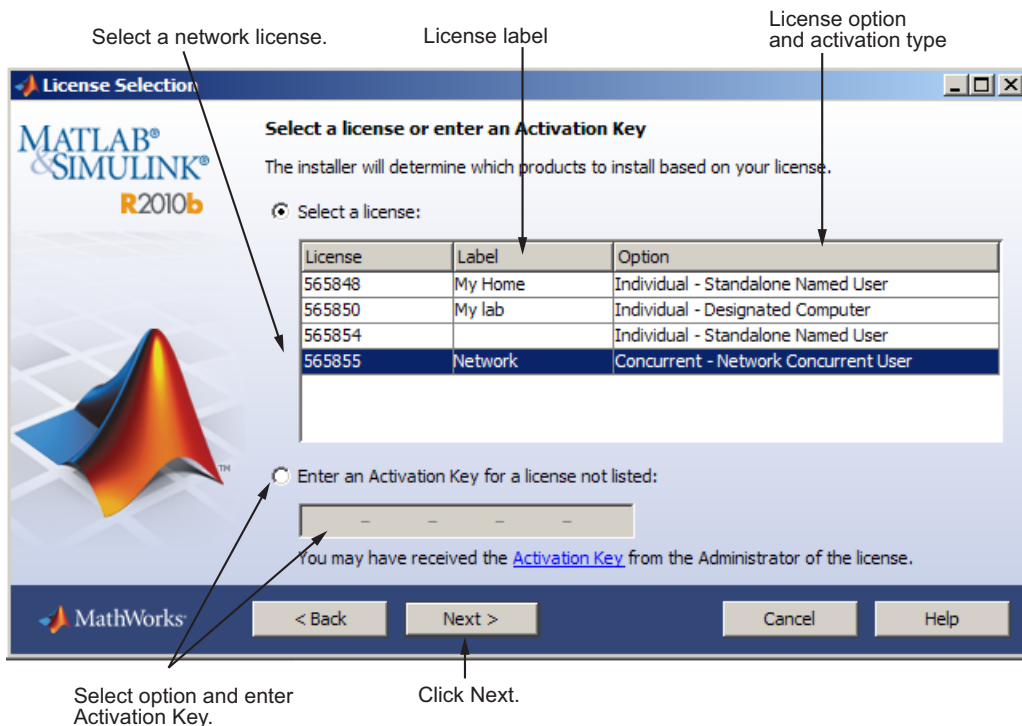 Select a network license.
License label
License option
and activation type
License Selection
MATLAB®
&SIMULINK®
R2010b
Select a license or enter an Activation Key
The installer will determine which products to install based on your license.
Select a license:
License Label Option
565848 My Home Individual - Standalone Named User
565850 My lab Individual - Designated Computer
565854 Individual - Standalone Named User
565855 Network Concurrent - Network Concurrent User
TM
Enter an Activation Key for a license not listed:
– – – –
You may have received the Activation Key from the Administrator of the license.
MathWorks
< Back Next > Cancel Help
Select option and enter
Activation Key.
Click Next.